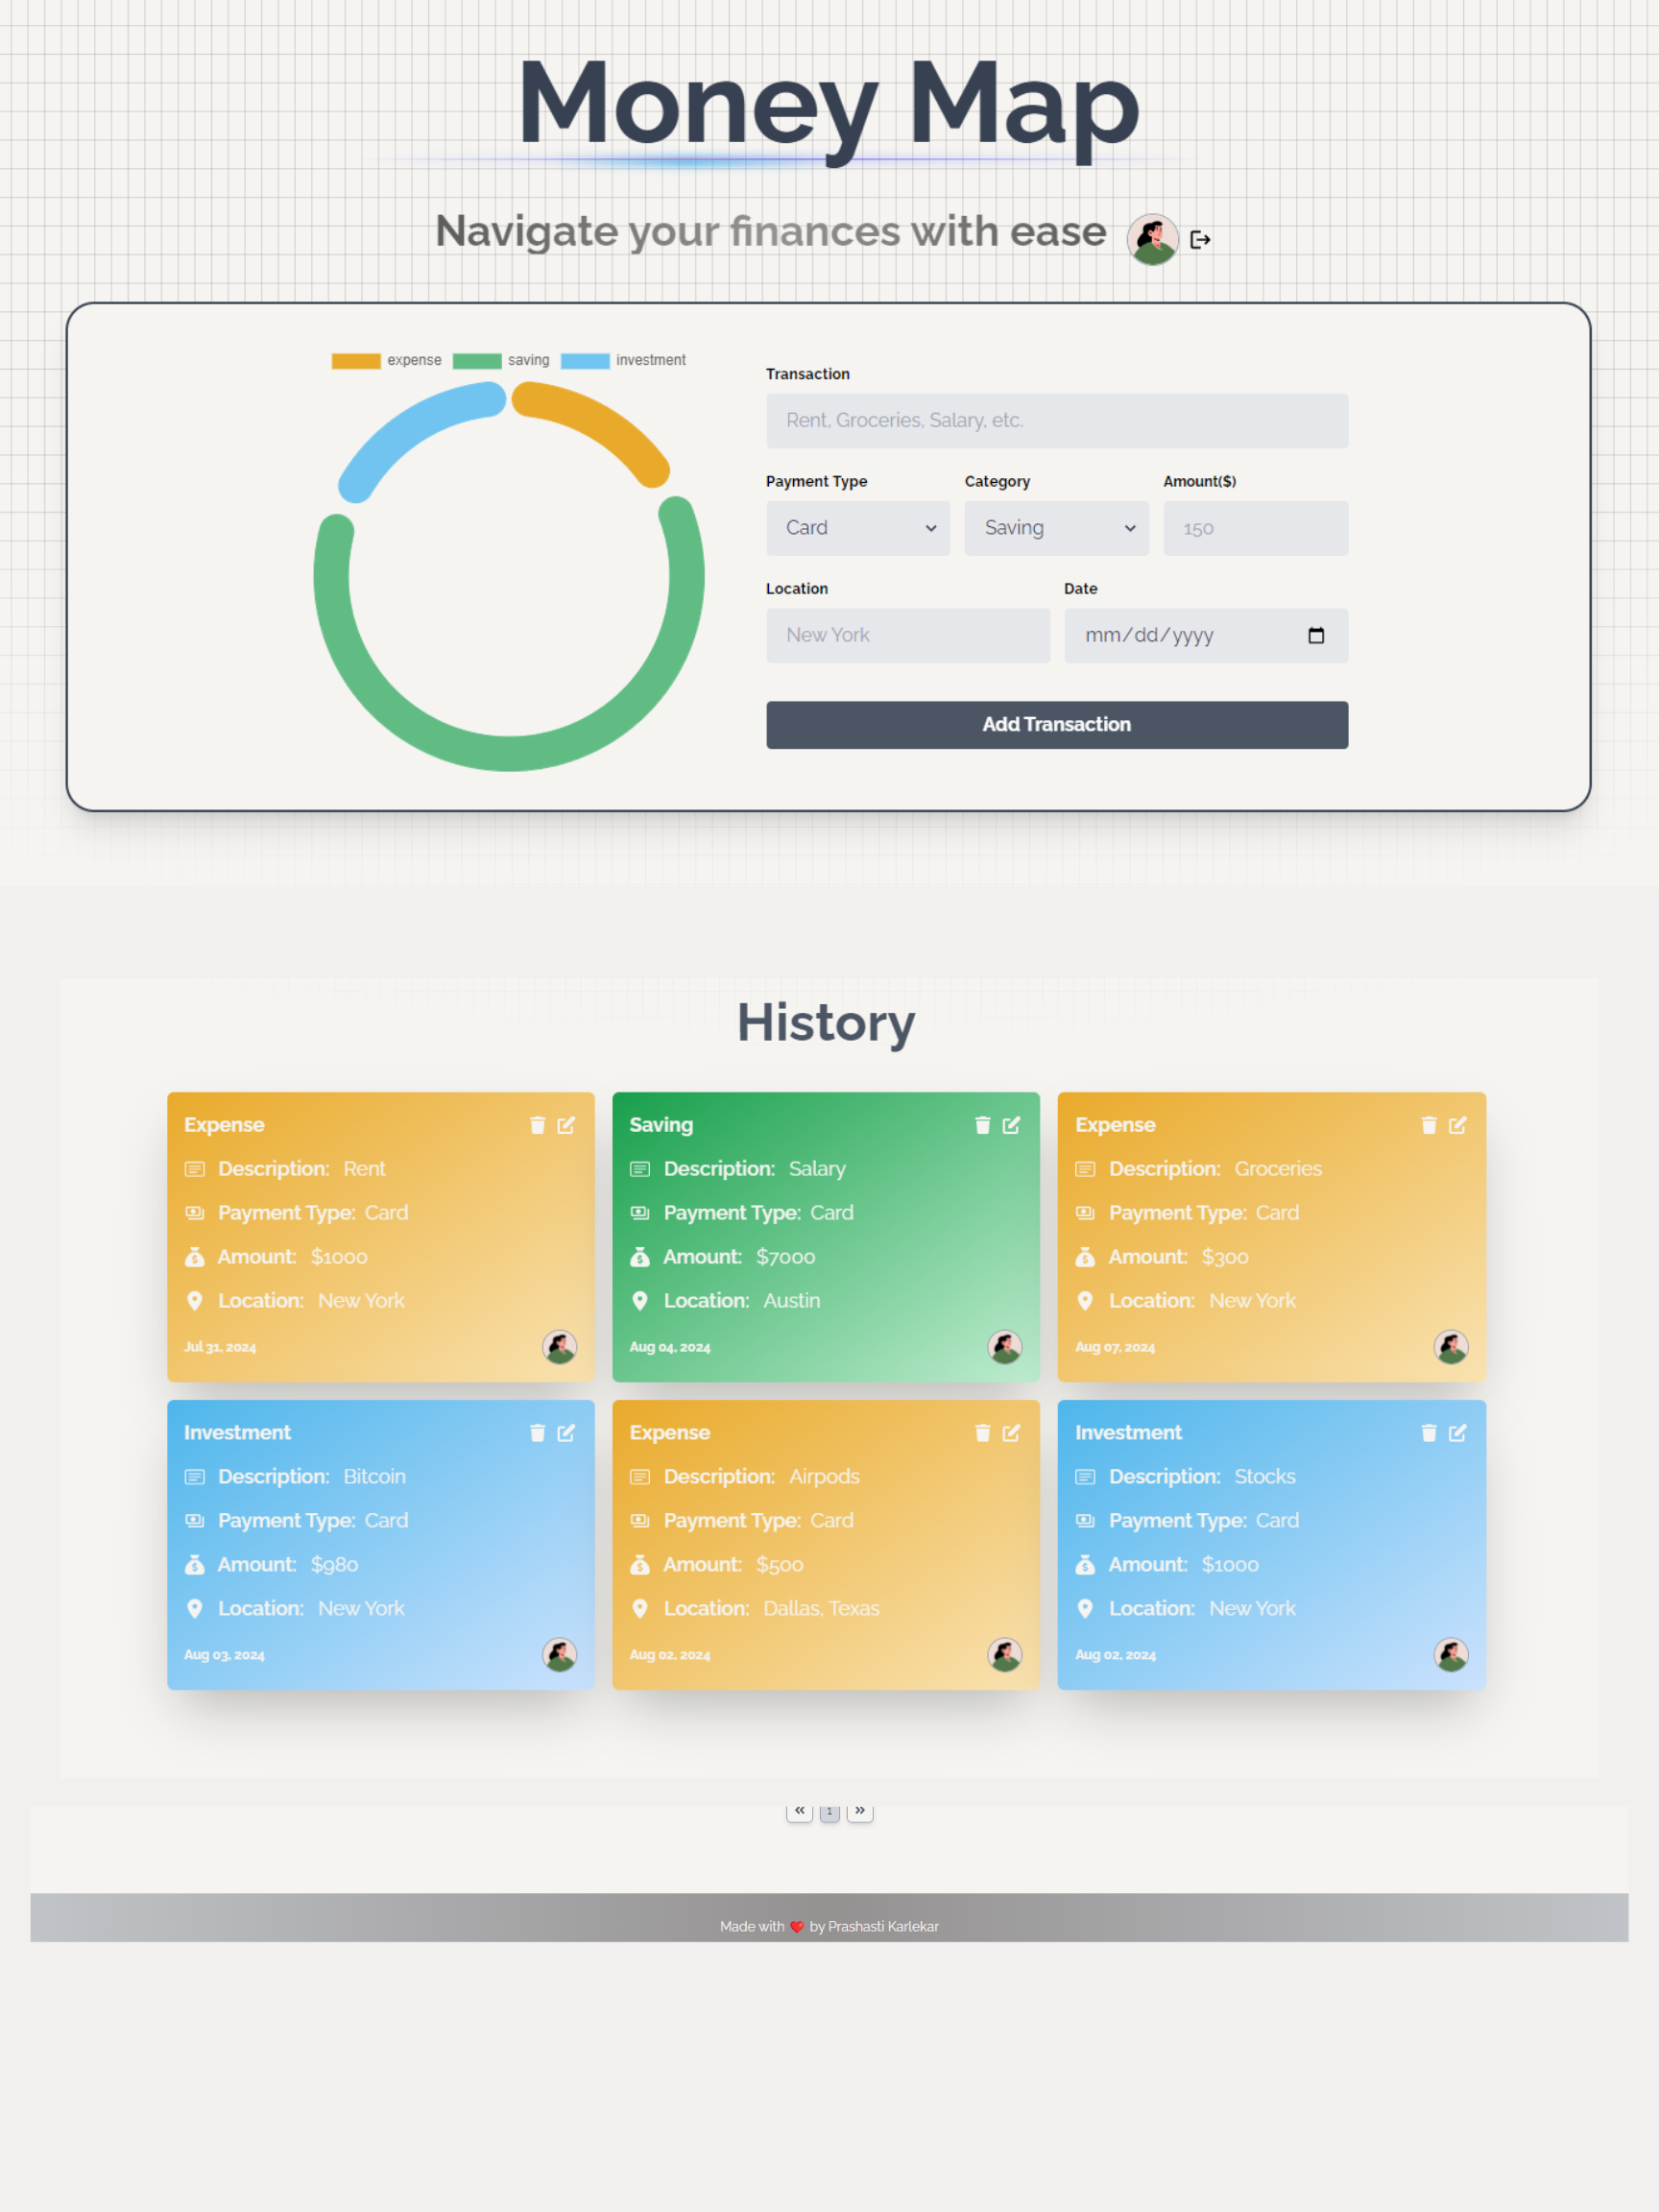 Money Map
Navigate your finances with ease
expense saving investment
Transaction
Rent, Groceries, Salary, etc.
Payment Type Category Amount($)
Card Saving 150
Location Date
New York mm/dd/yyyy
Add Transaction
History
Expense
Description: Rent
Payment Type: Card
Amount: $1000
Location: New York
Jul 31, 2024
Saving
Description: Salary
Payment Type: Card
Amount: $7000
Location: Austin
Aug 04, 2024
Expense
Description: Groceries
Payment Type: Card
Amount: $300
Location: New York
Aug 07, 2024
Investment
Description: Bitcoin
Payment Type: Card
Amount: $980
Location: New York
Aug 03, 2024
Expense
Description: Airpods
Payment Type: Card
Amount: $500
Location: Dallas, Texas
Aug 02, 2024
Investment
Description: Stocks
Payment Type: Card
Amount: $1000
Location: New York
Aug 02, 2024
« 1 »
Made with ❤️ by Prashasti Karlekar